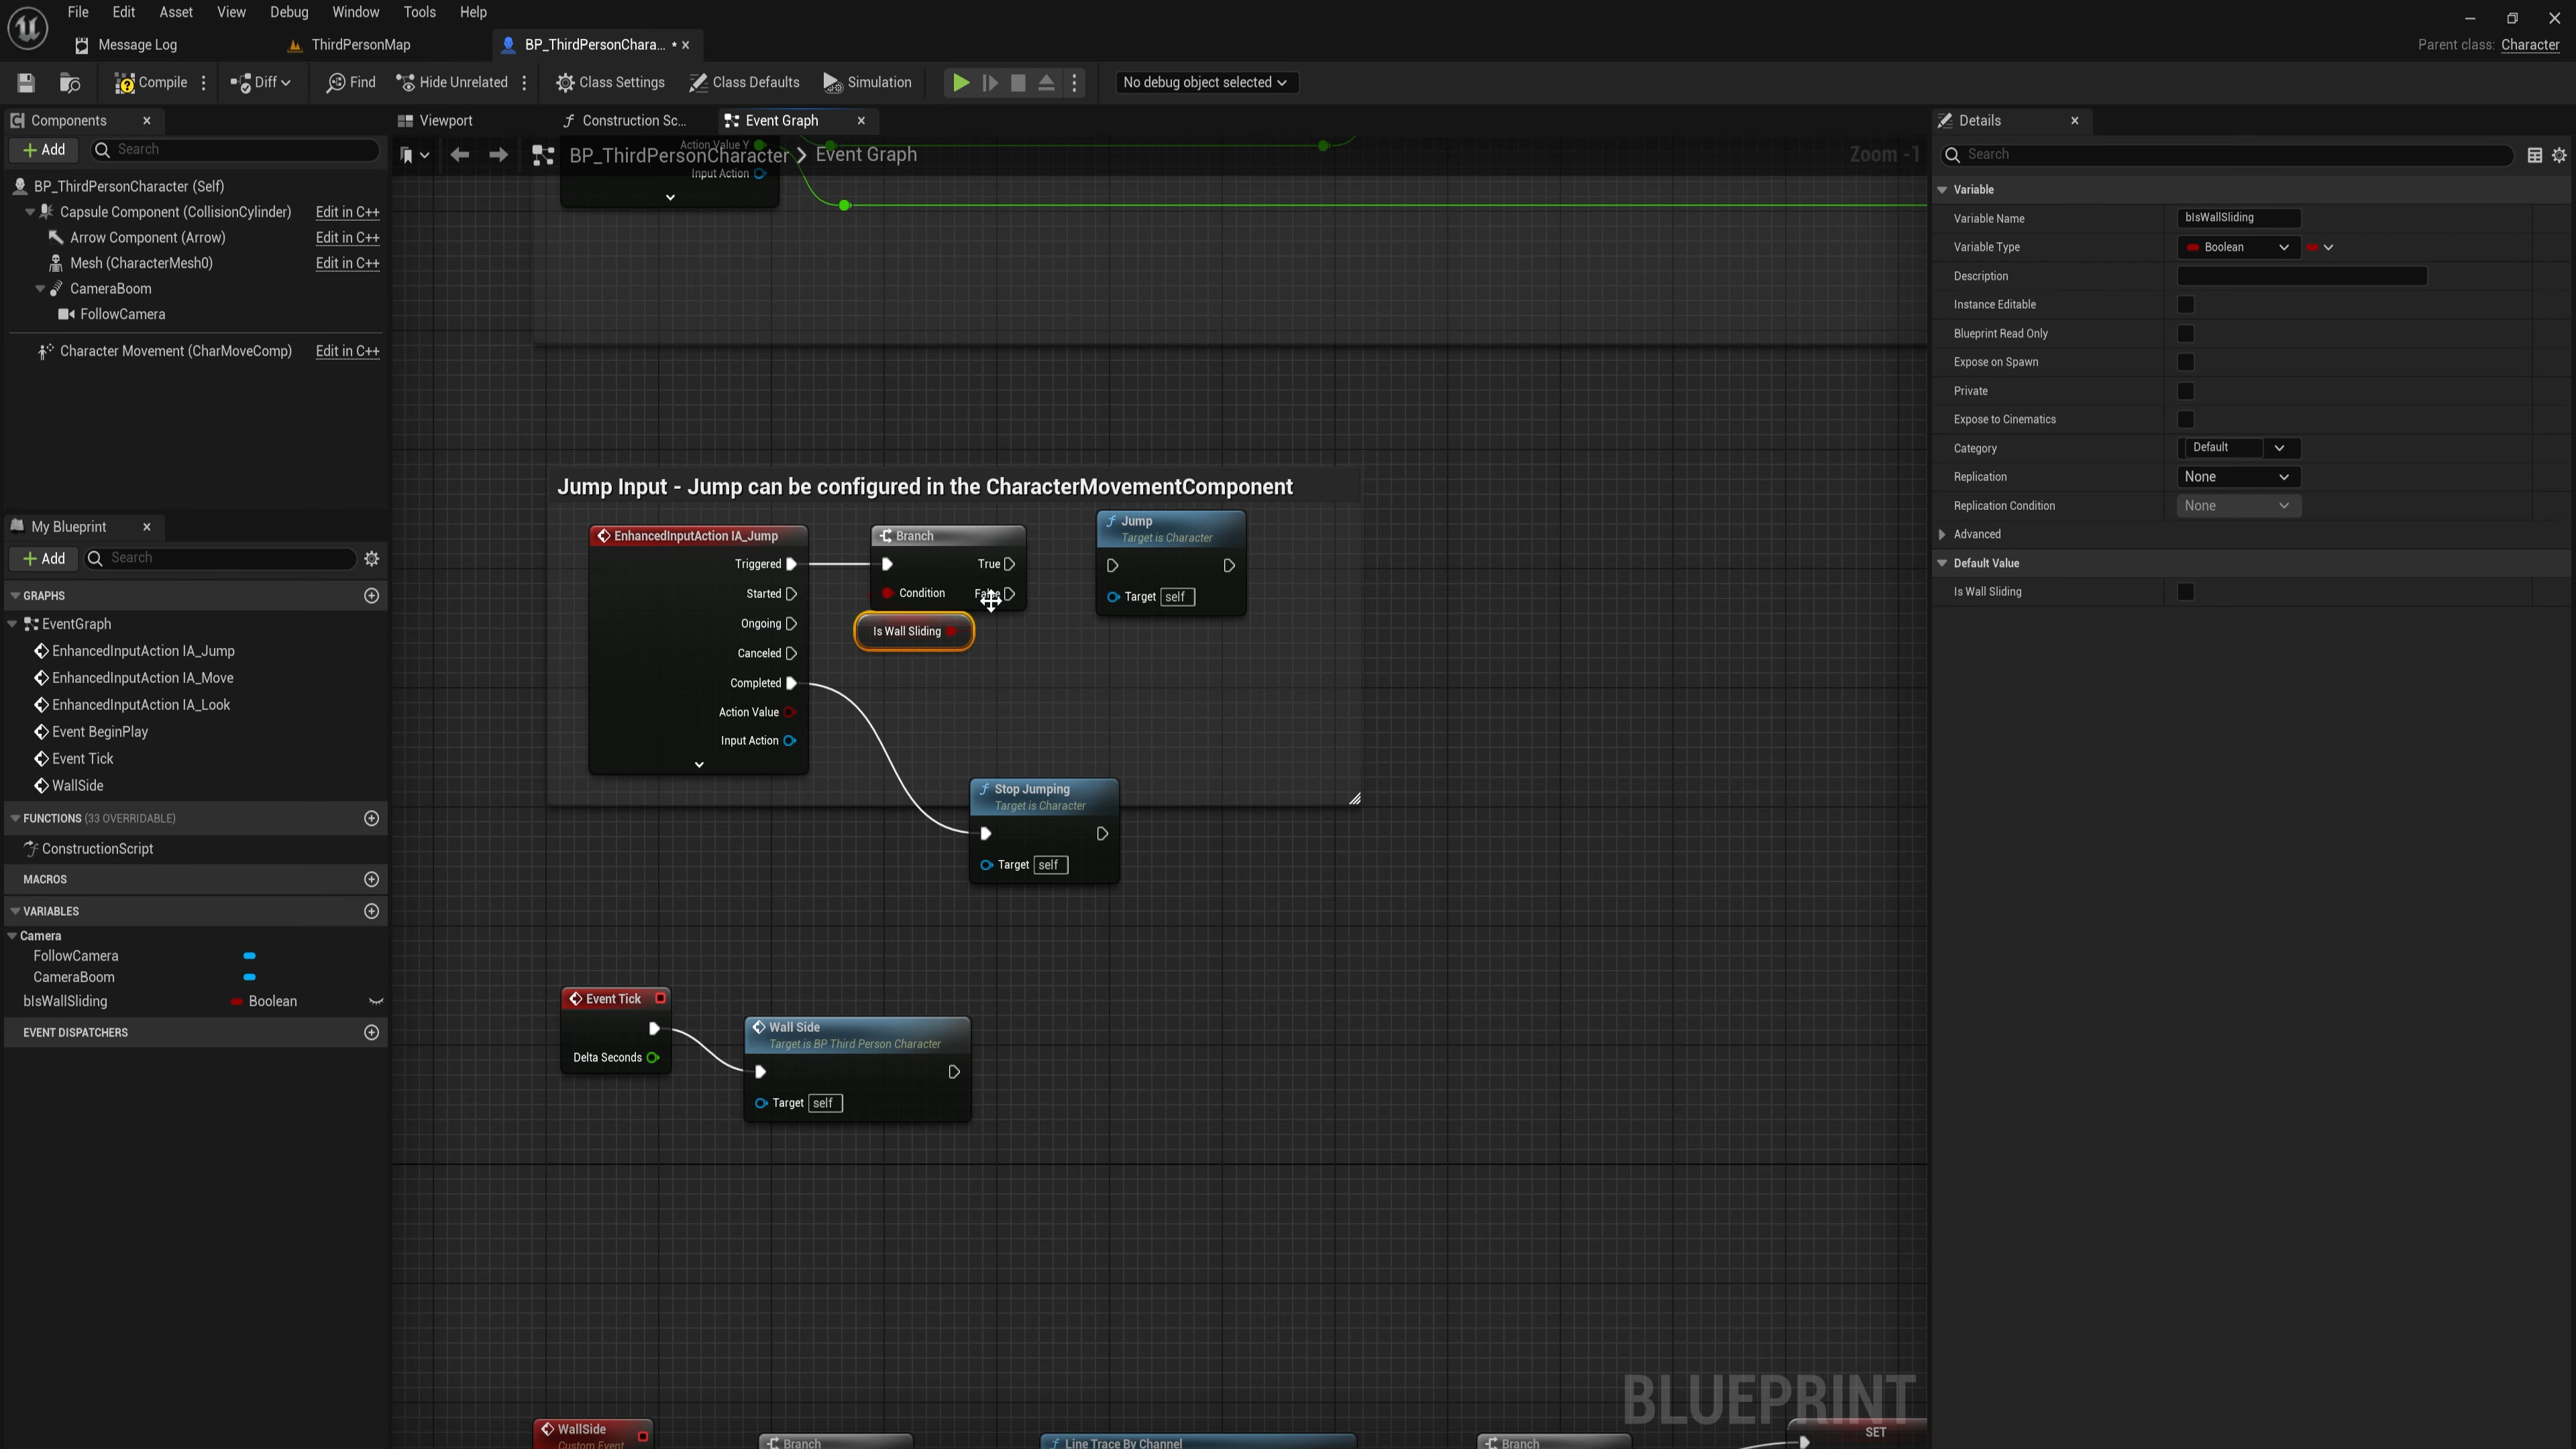 File Edit Asset View Debug Window Tools Help
Message Log
ThirdPersonMap
BP_ThirdPersonChara... •
Parent class: Character
Compile
Diff
Find
Hide Unrelated
Class Settings
Class Defaults
Simulation
No debug object selected
Components
Add
Search
BP_ThirdPersonCharacter (Self)
Capsule Component (CollisionCylinder) Edit in C++
Arrow Component (Arrow) Edit in C++
Mesh (CharacterMesh0) Edit in C++
CameraBoom
FollowCamera
Character Movement (CharMoveComp) Edit in C++
My Blueprint
Add
Search
GRAPHS
EventGraph
EnhancedInputAction IA_Jump
EnhancedInputAction IA_Move
EnhancedInputAction IA_Look
Event BeginPlay
Event Tick
WallSide
FUNCTIONS (33 OVERRIDABLE)
ConstructionScript
MACROS
VARIABLES
Camera
FollowCamera
CameraBoom
bIsWallSliding Boolean
EVENT DISPATCHERS
Viewport
Construction Sc...
Event Graph
BP_ThirdPersonCharacter > Event Graph
Zoom -1
Action Value Y
Input Action
Jump Input - Jump can be configured in the CharacterMovementComponent
EnhancedInputAction IA_Jump
Triggered
Started
Ongoing
Canceled
Completed
Action Value
Input Action
Branch
True
Condition
False
Is Wall Sliding
Jump
Target is Character
Target self
Stop Jumping
Target is Character
Target self
Event Tick
Delta Seconds
Wall Side
Target is BP Third Person Character
Target self
WallSide
Custom Event
Branch
Line Trace By Channel
Branch
SET
BLUEPRINT
Details
Search
Variable
Variable Name bIsWallSliding
Variable Type Boolean
Description
Instance Editable
Blueprint Read Only
Expose on Spawn
Private
Expose to Cinematics
Category Default
Replication None
Replication Condition None
Advanced
Default Value
Is Wall Sliding